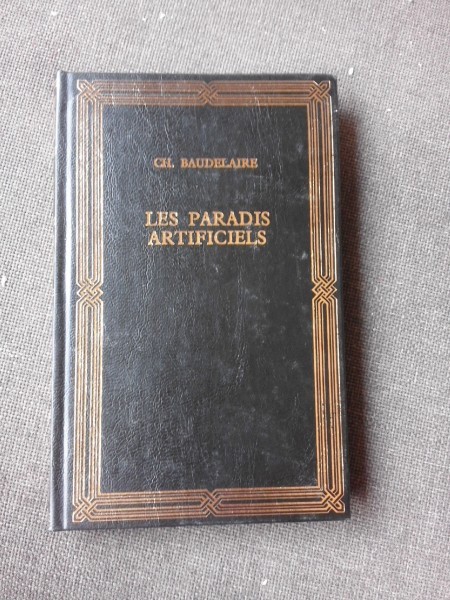 CH. BAUDELAIRE
LES PARADIS
ARTIFICIELS